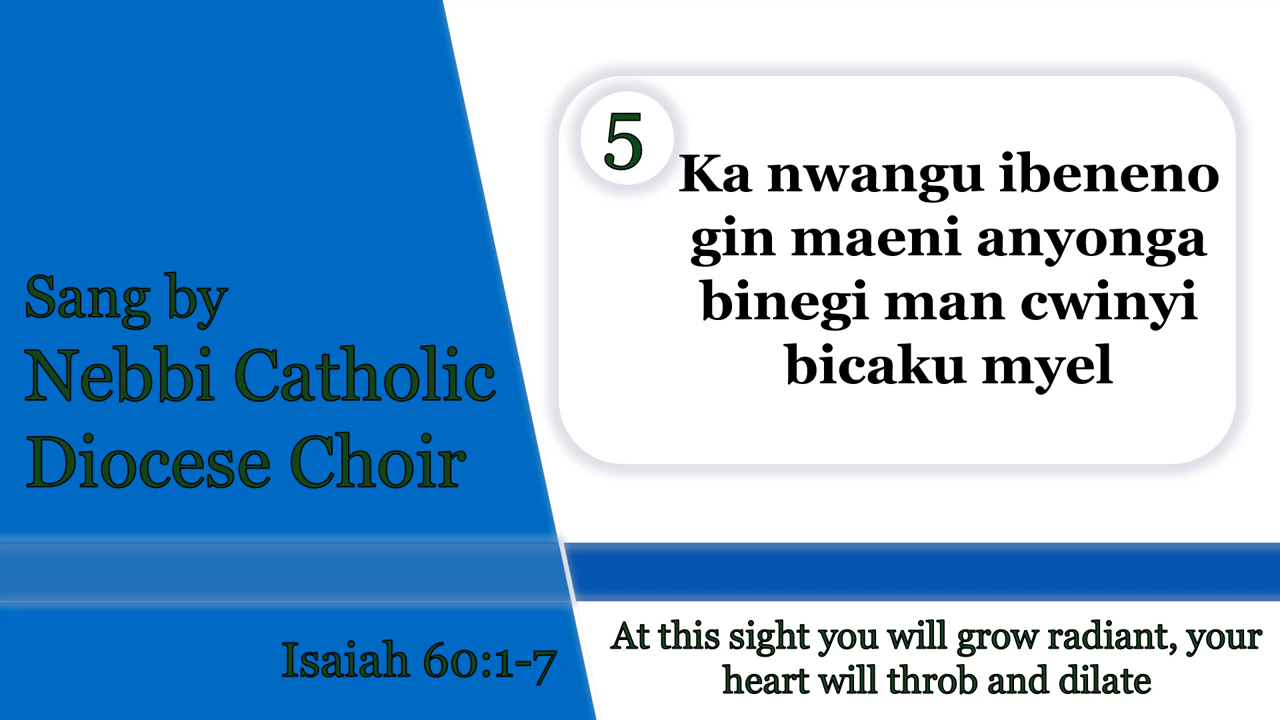 Sang by
Nebbi Catholic
Diocese Choir
Isaiah 60:1-7
5
Ka nwangu ibeneno
gin maeni anyonga
binegi man cwinyi
bicaku myel
At this sight you will grow radiant, your
heart will throb and dilate